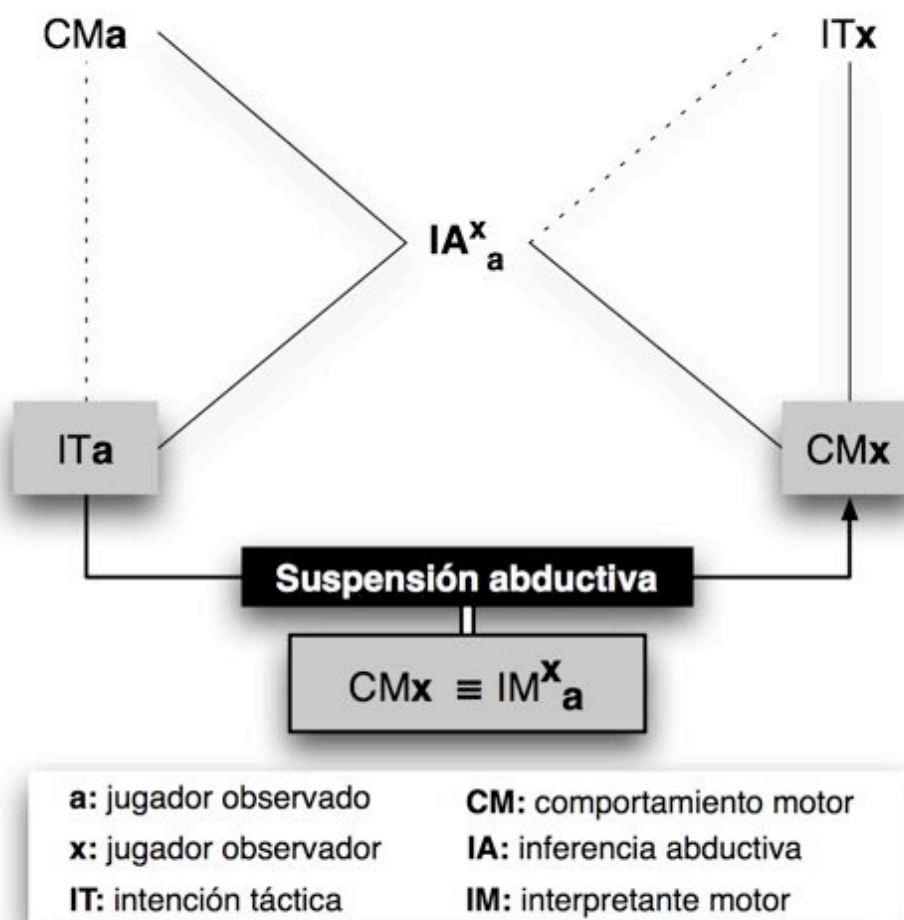 CMa ITx
IAxa
ITa CMx
Suspensión abductiva
CMx ≡ IMxa
a: jugador observado CM: comportamiento motor
x: jugador observador IA: inferencia abductiva
IT: intención táctica IM: interpretante motor